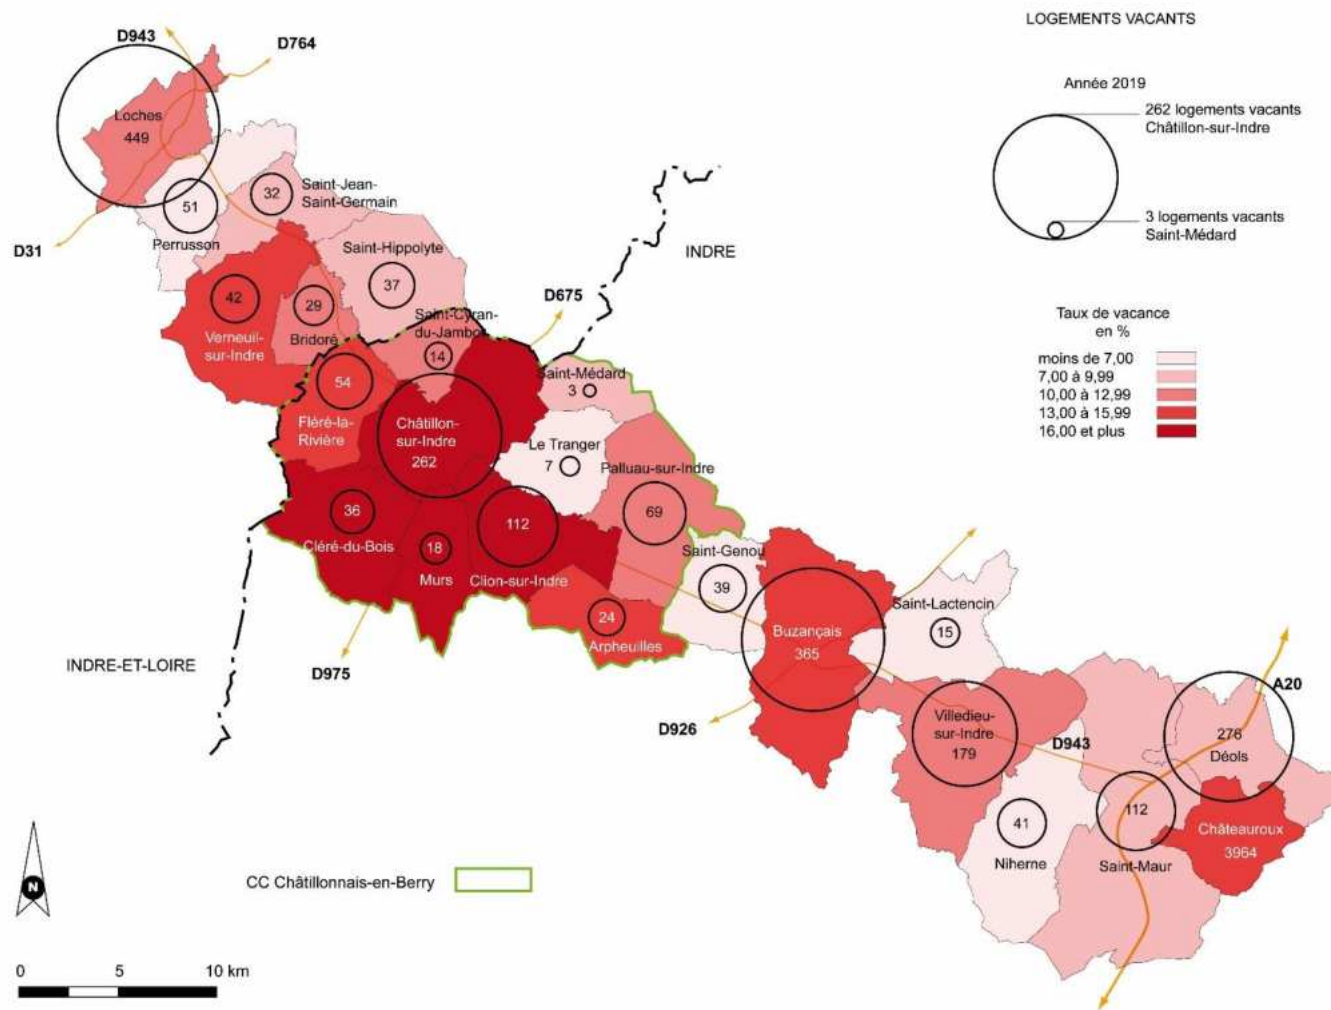 LOGEMENTS VACANTS
Année 2019
262 logements vacants
Châtillon-sur-Indre
3 logements vacants
Saint-Médard
Taux de vacance
en %
moins de 7,00
7,00 à 9,99
10,00 à 12,99
13,00 à 15,99
16,00 et plus
D943
D764
Loches
449
51
Perrusson
D31
32
Saint-Jean-
Saint-Germain
Saint-Hippolyte
37
INDRE
42
Verneuil-
sur-Indre
29
Bridoré
D675
Saint-Cyran-
du-Jambot
14
54
Fléré-la-
Rivière
Châtillon-
sur-Indre
262
Saint-Médard
3
Le Tranger
7
Palluau-sur-Indre
69
36
Cléré-du-Bois
18
Murs
112
Clion-sur-Indre
24
Arpheuilles
Saint-Genou
39
Buzançais
365
Saint-Lactencin
15
INDRE-ET-LOIRE
D975
D926
Villedieu-
sur-Indre
179
D943
A20
276
Déols
41
Niherne
112
Saint-Maur
Châteauroux
3964
N
CC Châtillonnais-en-Berry
0 5 10 km